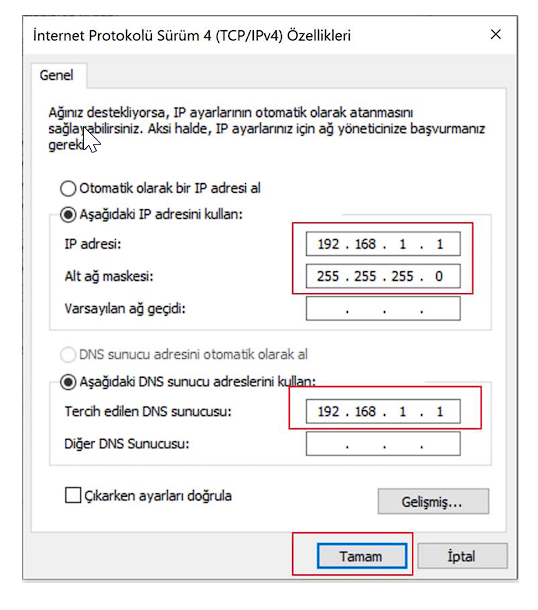 İnternet Protokolü Sürüm 4 (TCP/IPv4) Özellikleri
Genel
Ağınız destekliyorsa, IP ayarlarının otomatik olarak atanmasını
sağlayabilirsiniz. Aksi halde, IP ayarlarınız için ağ yöneticinize başvurmanız
gereki
Otomatik olarak bir IP adresi al
Aşağıdaki IP adresini kullan:
IP adresi: 192 . 168 . 1 . 1
Alt ağ maskesi: 255 . 255 . 255 . 0
Varsayılan ağ geçidi: . . .
DNS sunucu adresini otomatik olarak al
Aşağıdaki DNS sunucu adreslerini kullan:
Tercih edilen DNS sunucusu: 192 . 168 . 1 . 1
Diğer DNS Sunucusu: . . .
Çıkarken ayarları doğrula
Gelişmiş...
Tamam İptal